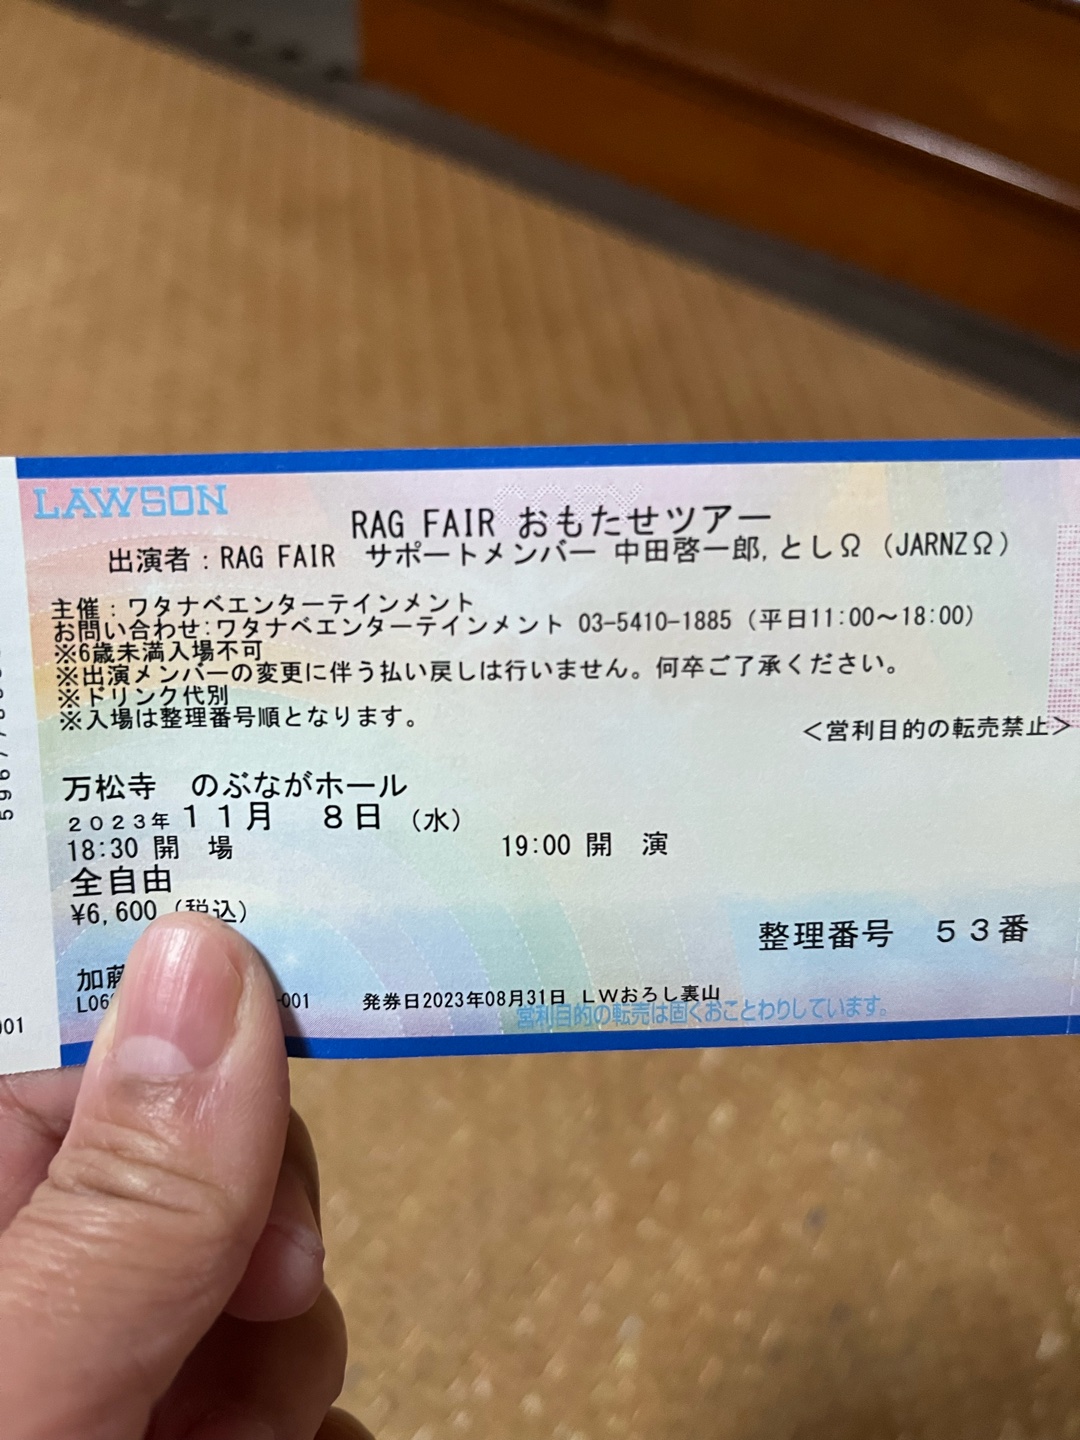 LAWSON
RAG FAIR おもたせツアー
出演者：RAG FAIR　サポートメンバー 中田啓一郎,としΩ（JARNZΩ）
主催：ワタナベエンターテインメント
お問い合わせ:ワタナベエンターテインメント 03-5410-1885（平日11:00〜18:00）
※6歳未満入場不可
※出演メンバーの変更に伴う払い戻しは行いません。何卒ご了承ください。
※ドリンク代別
※入場は整理番号順となります。
＜営利目的の転売禁止＞
万松寺　のぶながホール
２０２３年１１月　８日（水）
18:30 開　場　19:00 開　演
全自由
¥6,600（税込）
整理番号　５３番
加藤
-001　発券日2023年08月31日 ＬＷおろし裏山
営利目的の転売は固くおことわりしています。
001